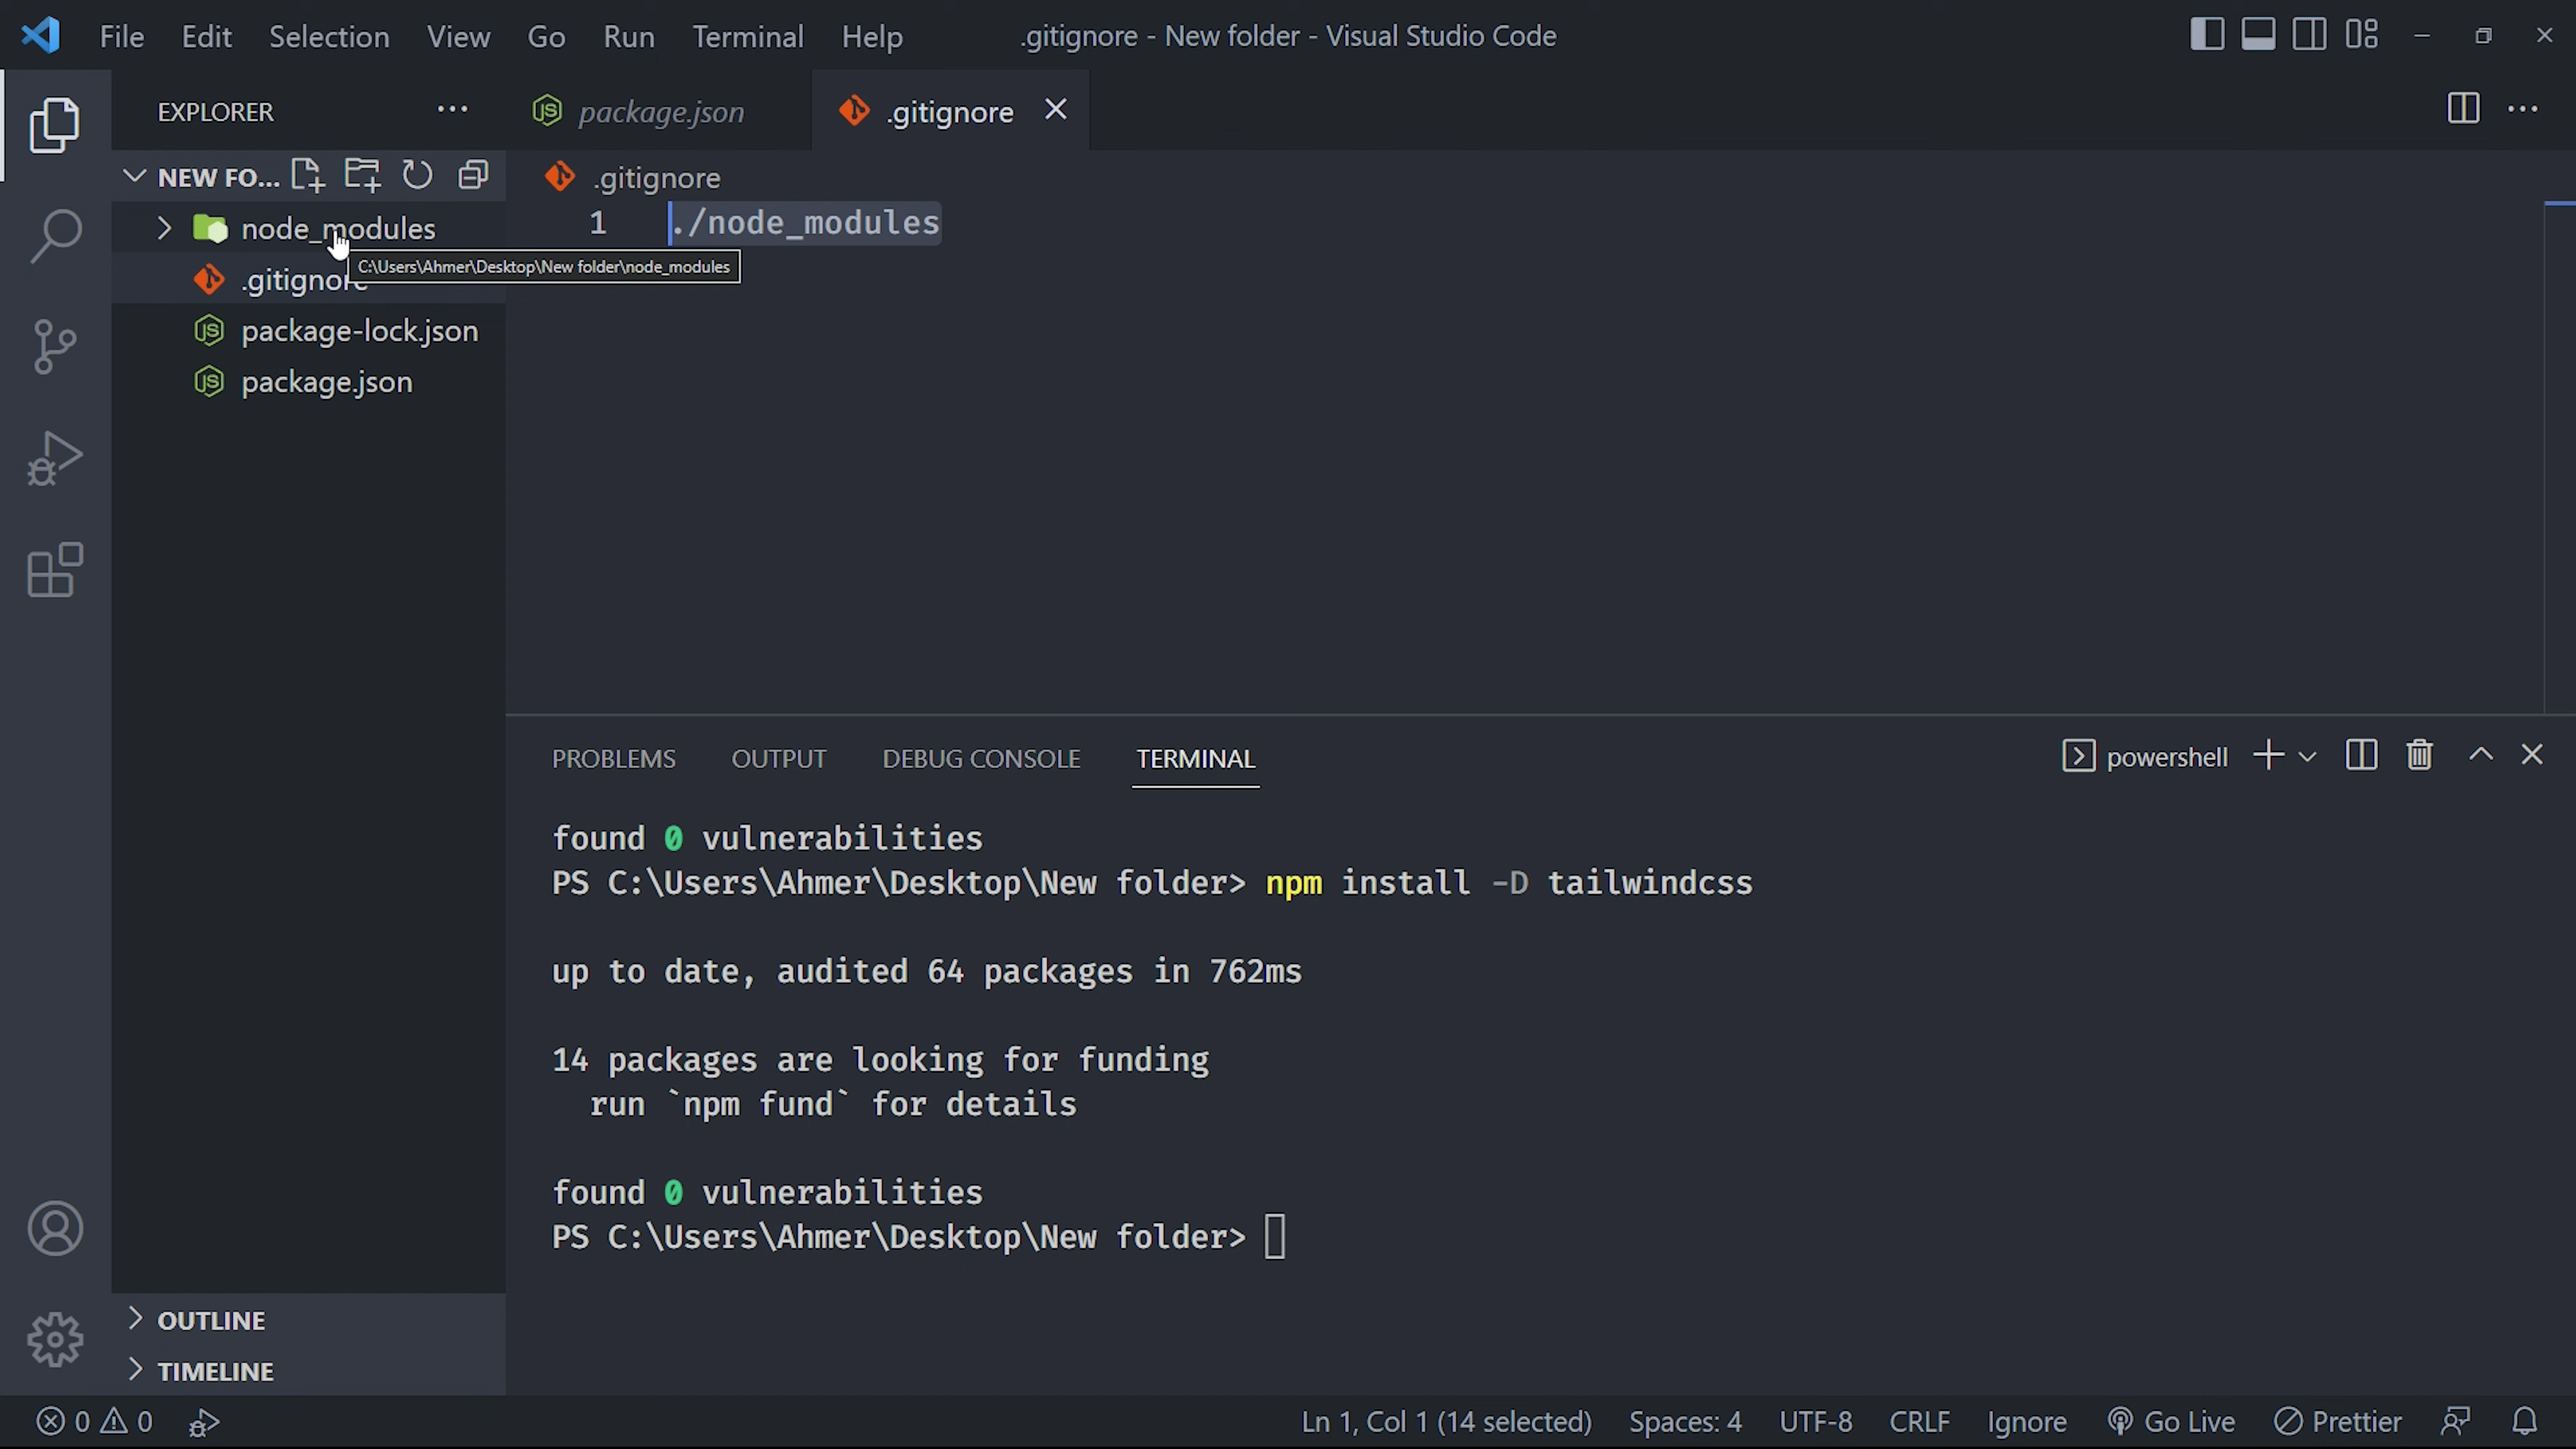 File Edit Selection View Go Run Terminal Help .gitignore - New folder - Visual Studio Code
EXPLORER
package.json
.gitignore
NEW FO...
.gitignore
node_modules
1 ./node_modules
C:\Users\Ahmer\Desktop\New folder\node_modules
.gitignore
package-lock.json
package.json
PROBLEMS OUTPUT DEBUG CONSOLE TERMINAL powershell
found 0 vulnerabilities
PS C:\Users\Ahmer\Desktop\New folder> npm install -D tailwindcss
up to date, audited 64 packages in 762ms
14 packages are looking for funding
run `npm fund` for details
found 0 vulnerabilities
PS C:\Users\Ahmer\Desktop\New folder>
OUTLINE
TIMELINE
0 0 Ln 1, Col 1 (14 selected) Spaces: 4 UTF-8 CRLF Ignore Go Live Prettier